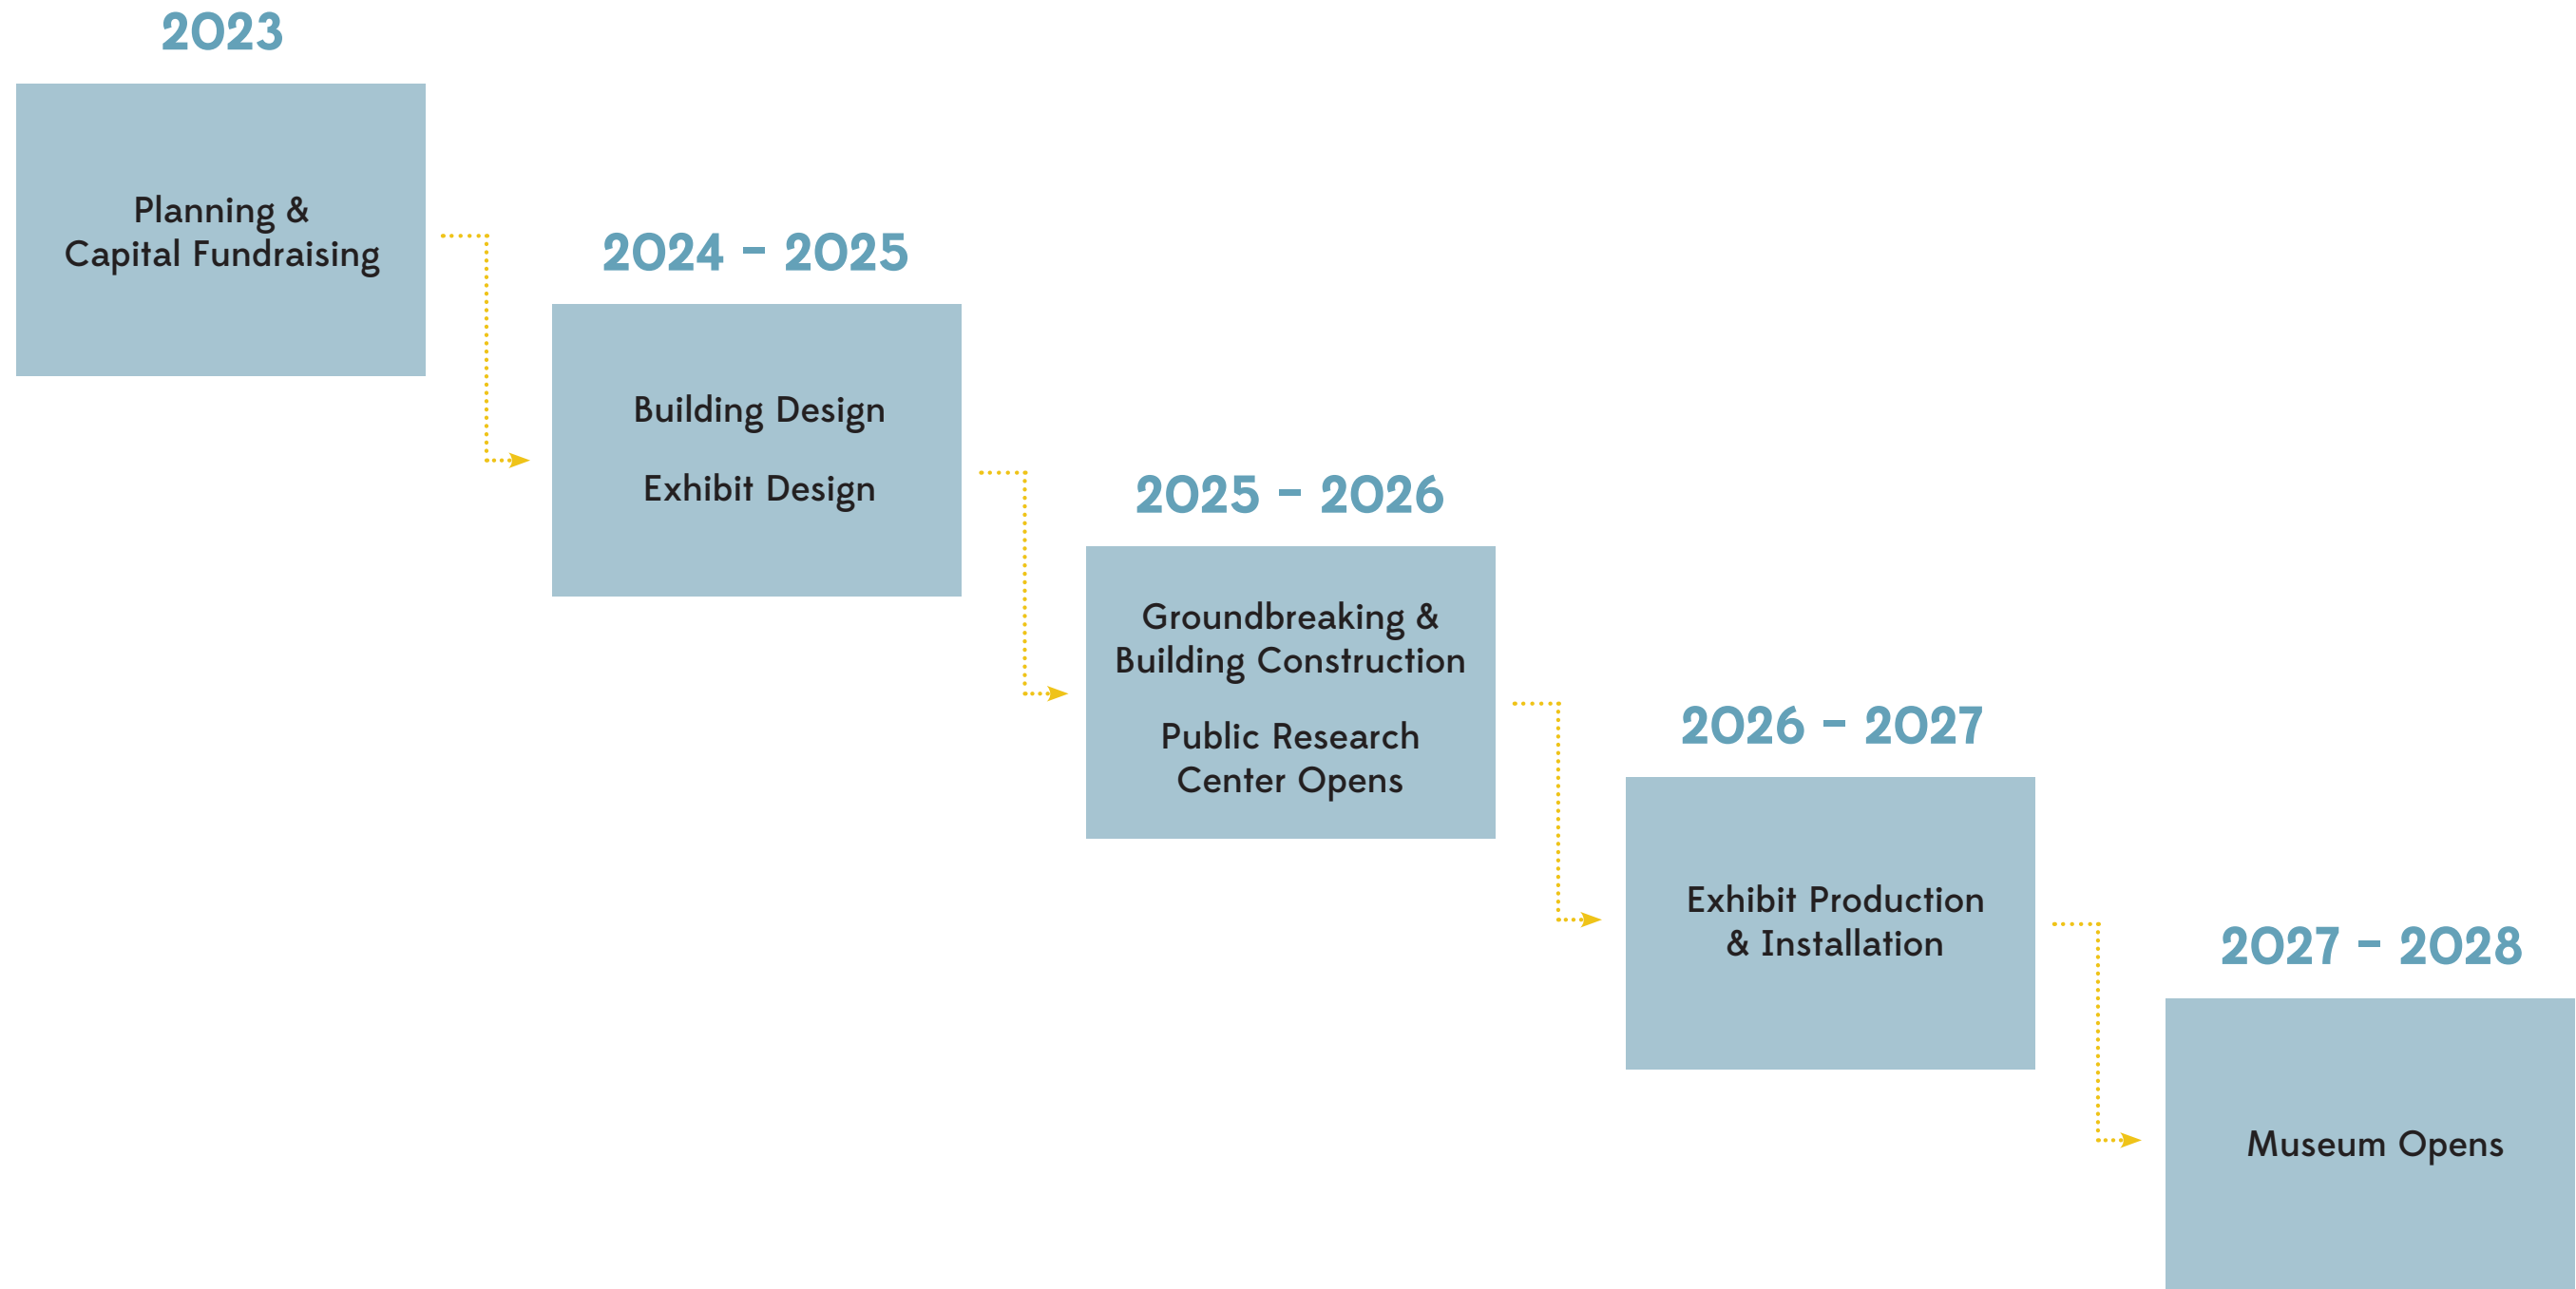 2023
Planning &
Capital Fundraising
2024 – 2025
Building Design
Exhibit Design
2025 – 2026
Groundbreaking &
Building Construction
Public Research
Center Opens
2026 – 2027
Exhibit Production
& Installation
2027 – 2028
Museum Opens